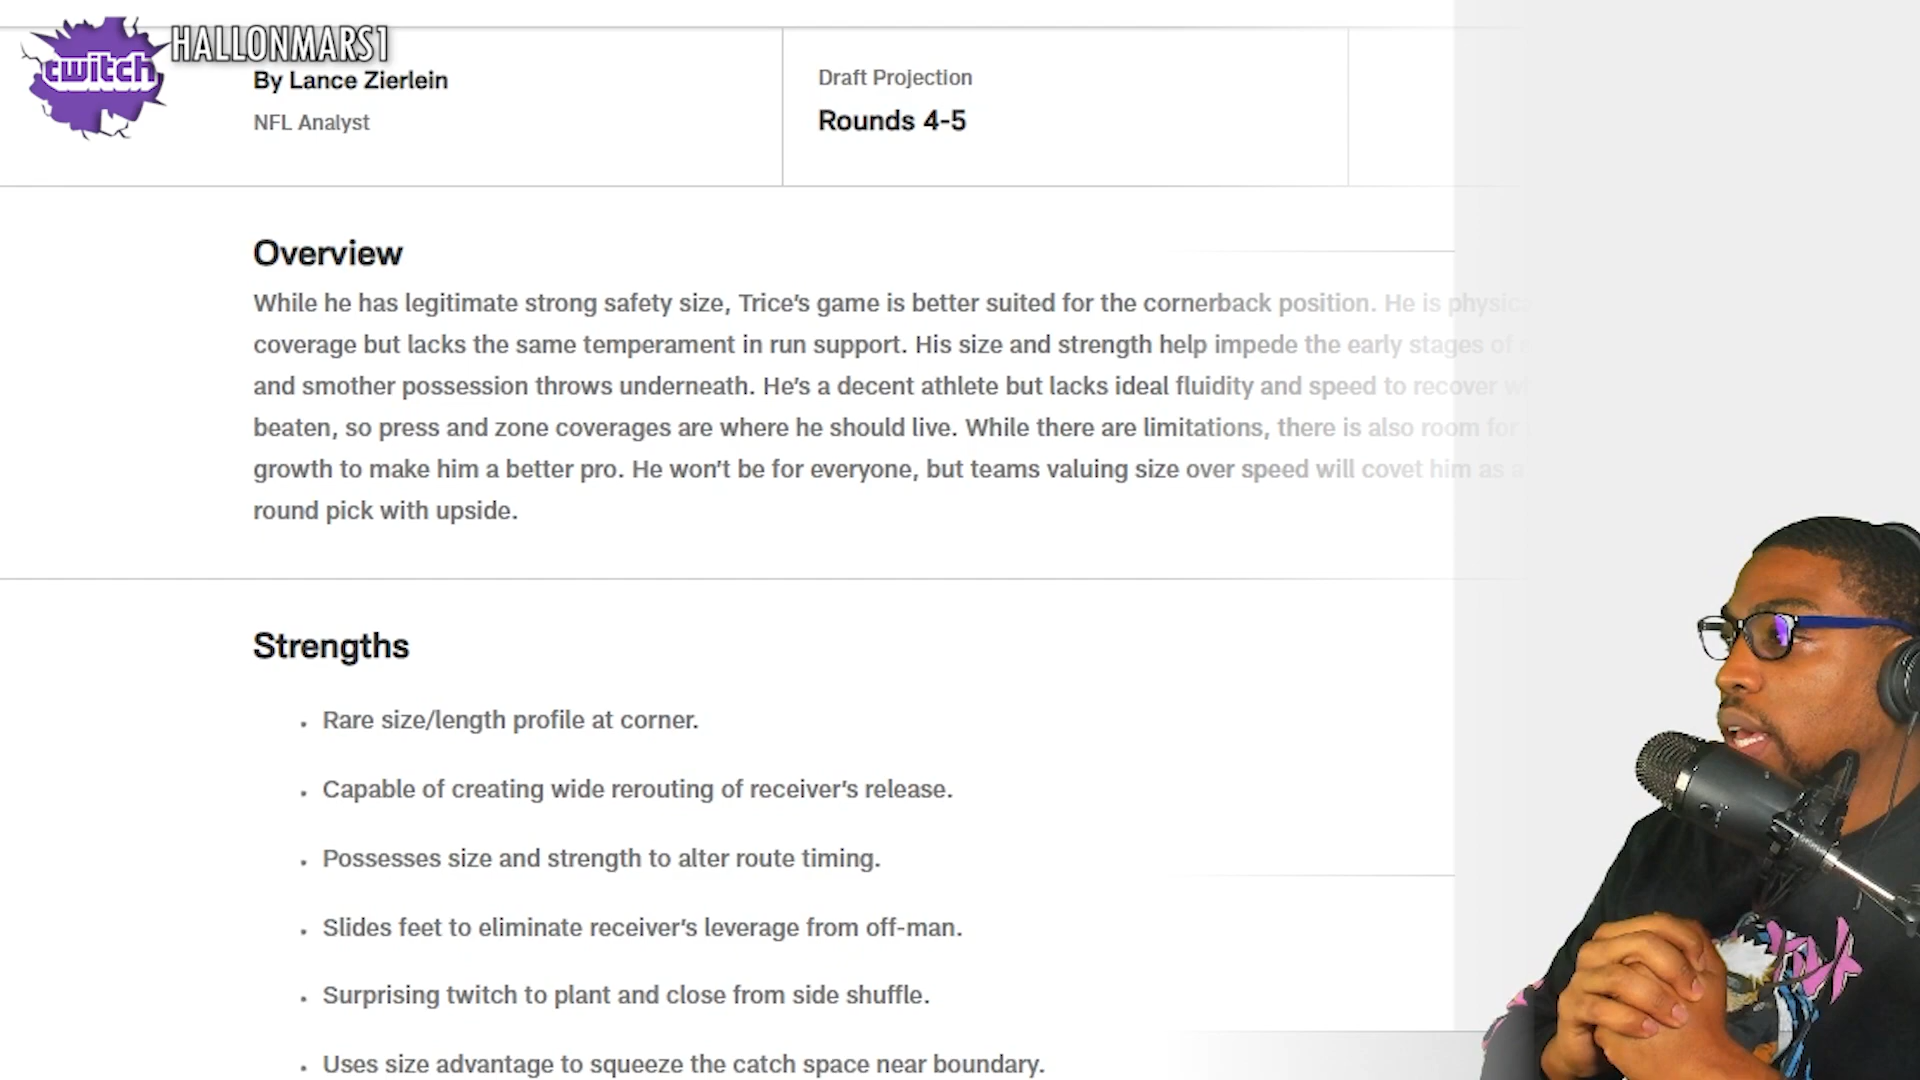 twitch
HALLONMARS1
By Lance Zierlein
NFL Analyst
Draft Projection
Rounds 4-5
Overview
While he has legitimate strong safety size, Trice's game is better suited for the cornerback position. He is
coverage but lacks the same temperament in run support. His size and strength help impede the early stages of
and smother possession throws underneath. He's a decent athlete but lacks ideal fluidity and speed to recover
beaten, so press and zone coverages are where he should live. While there are limitations, there is also room for
growth to make him a better pro. He won't be for everyone, but teams valuing size over speed will covet him as
round pick with upside.
Strengths
• Rare size/length profile at corner.
• Capable of creating wide rerouting of receiver's release.
• Possesses size and strength to alter route timing.
• Slides feet to eliminate receiver's leverage from off-man.
• Surprising twitch to plant and close from side shuffle.
• Uses size advantage to squeeze the catch space near boundary.